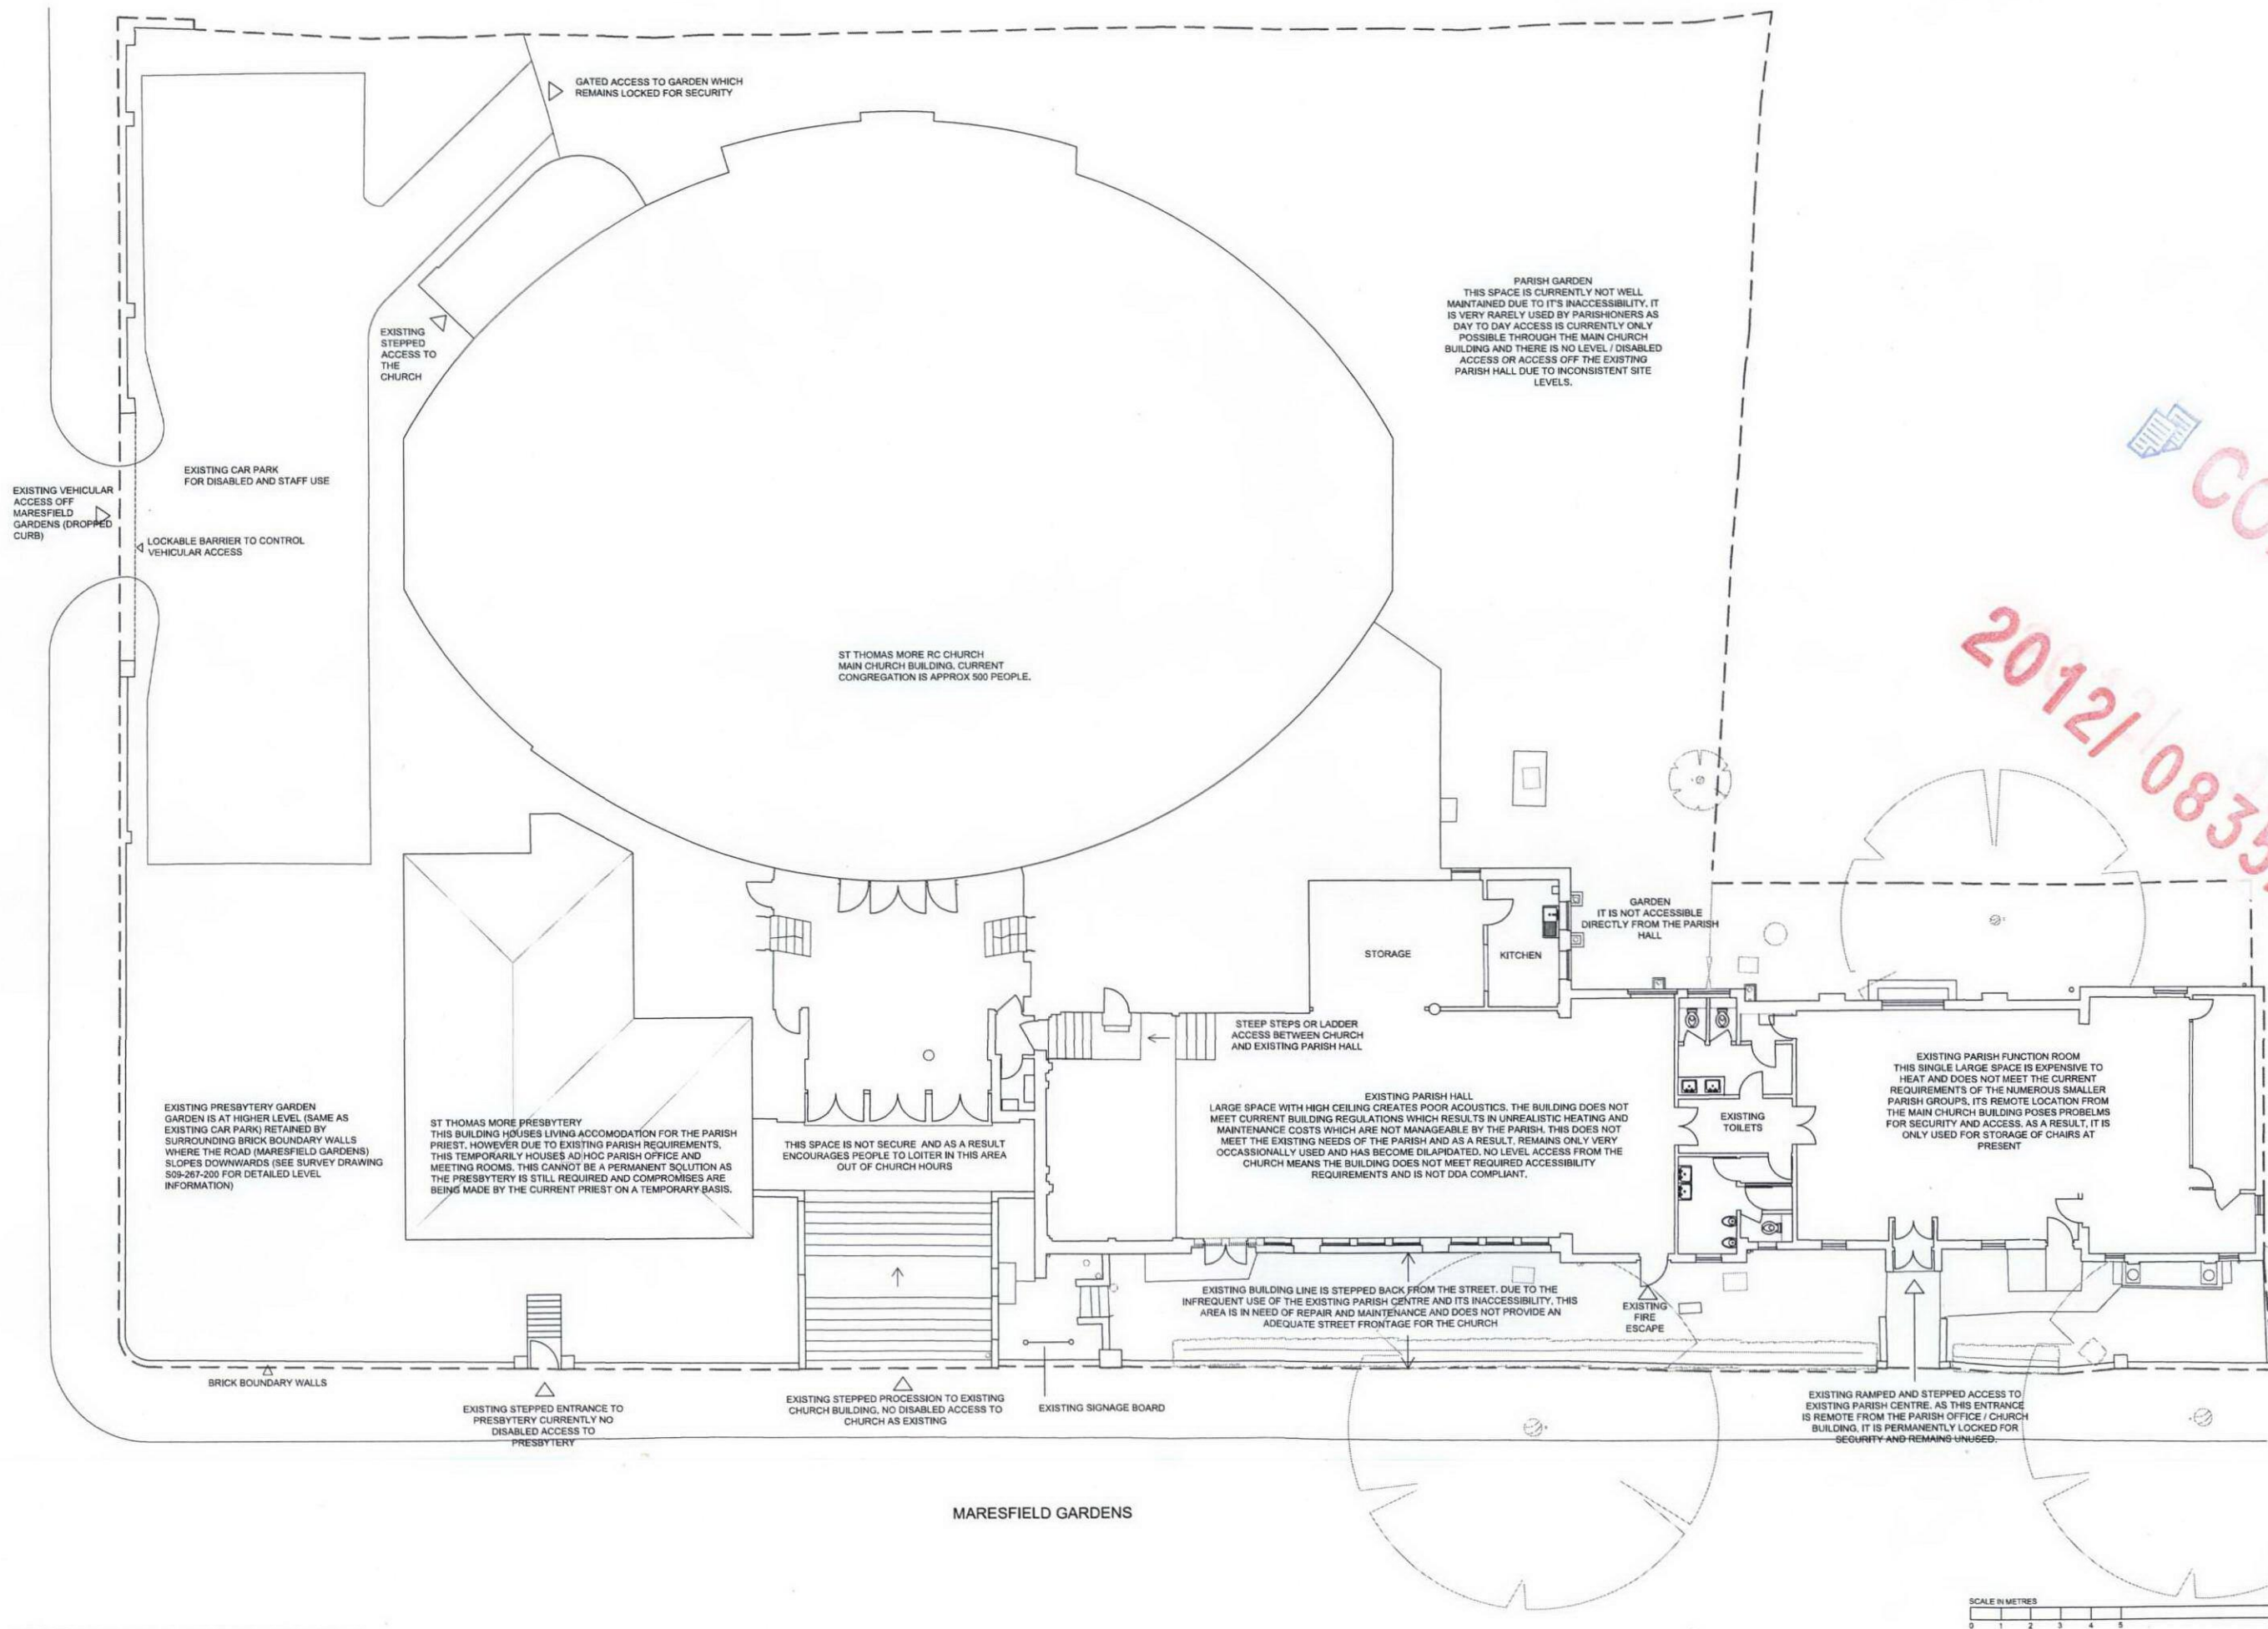 GATED ACCESS TO GARDEN WHICH
REMAINS LOCKED FOR SECURITY
PARISH GARDEN
THIS SPACE IS CURRENTLY NOT WELL
MAINTAINED DUE TO IT'S INACCESSIBILITY. IT
IS VERY RARELY USED BY PARISHIONERS AS
DAY TO DAY ACCESS IS CURRENTLY ONLY
POSSIBLE THROUGH THE MAIN CHURCH
BUILDING AND THERE IS NO LEVEL / DISABLED
ACCESS OR ACCESS OFF THE EXISTING
PARISH HALL DUE TO INCONSISTENT SITE
LEVELS.
EXISTING
STEPPED
ACCESS TO
THE
CHURCH
EXISTING CAR PARK
FOR DISABLED AND STAFF USE
EXISTING VEHICULAR
ACCESS OFF
MARESFIELD
GARDENS (DROPPED
CURB)
LOCKABLE BARRIER TO CONTROL
VEHICULAR ACCESS
CO
2012/ 0835
ST THOMAS MORE RC CHURCH
MAIN CHURCH BUILDING. CURRENT
CONGREGATION IS APPROX 500 PEOPLE.
GARDEN
IT IS NOT ACCESSIBLE
DIRECTLY FROM THE PARISH
HALL
STORAGE
KITCHEN
STEEP STEPS OR LADDER
ACCESS BETWEEN CHURCH
AND EXISTING PARISH HALL
EXISTING PRESBYTERY GARDEN
GARDEN IS AT HIGHER LEVEL (SAME AS
EXISTING CAR PARK) RETAINED BY
SURROUNDING BRICK BOUNDARY WALLS
WHERE THE ROAD (MARESFIELD GARDENS)
SLOPES DOWNWARDS (SEE SURVEY DRAWING
S09-267-200 FOR DETAILED LEVEL
INFORMATION)
ST THOMAS MORE PRESBYTERY
THIS BUILDING HOUSES LIVING ACCOMODATION FOR THE PARISH
PRIEST. HOWEVER DUE TO EXISTING PARISH REQUIREMENTS,
THIS TEMPORARILY HOUSES AD HOC PARISH OFFICE AND
MEETING ROOMS. THIS CANNOT BE A PERMANENT SOLUTION AS
THE PRESBYTERY IS STILL REQUIRED AND COMPROMISES ARE
BEING MADE BY THE CURRENT PRIEST ON A TEMPORARY BASIS.
THIS SPACE IS NOT SECURE AND AS A RESULT
ENCOURAGES PEOPLE TO LOITER IN THIS AREA
OUT OF CHURCH HOURS
EXISTING PARISH HALL
LARGE SPACE WITH HIGH CEILING CREATES POOR ACOUSTICS. THE BUILDING DOES NOT
MEET CURRENT BUILDING REGULATIONS WHICH RESULTS IN UNREALISTIC HEATING AND
MAINTENANCE COSTS WHICH ARE NOT MANAGEABLE BY THE PARISH. THIS DOES NOT
MEET THE EXISTING NEEDS OF THE PARISH AND AS A RESULT, REMAINS ONLY VERY
OCCASSIONALLY USED AND HAS BECOME DILAPIDATED. NO LEVEL ACCESS FROM THE
CHURCH MEANS THE BUILDING DOES NOT MEET REQUIRED ACCESSIBILITY
REQUIREMENTS AND IS NOT DDA COMPLIANT.
EXISTING
TOILETS
EXISTING PARISH FUNCTION ROOM
THIS SINGLE LARGE SPACE IS EXPENSIVE TO
HEAT AND DOES NOT MEET THE CURRENT
REQUIREMENTS OF THE NUMEROUS SMALLER
PARISH GROUPS. ITS REMOTE LOCATION FROM
THE MAIN CHURCH BUILDING POSES PROBELMS
FOR SECURITY AND ACCESS. AS A RESULT, IT IS
ONLY USED FOR STORAGE OF CHAIRS AT
PRESENT
EXISTING BUILDING LINE IS STEPPED BACK FROM THE STREET. DUE TO THE
INFREQUENT USE OF THE EXISTING PARISH CENTRE AND ITS INACCESSIBILITY, THIS
AREA IS IN NEED OF REPAIR AND MAINTENANCE AND DOES NOT PROVIDE AN
ADEQUATE STREET FRONTAGE FOR THE CHURCH
EXISTING
FIRE
ESCAPE
BRICK BOUNDARY WALLS
EXISTING STEPPED ENTRANCE TO
PRESBYTERY CURRENTLY NO
DISABLED ACCESS TO
PRESBYTERY
EXISTING STEPPED PROCESSION TO EXISTING
CHURCH BUILDING. NO DISABLED ACCESS TO
CHURCH AS EXISTING
EXISTING SIGNAGE BOARD
EXISTING RAMPED AND STEPPED ACCESS TO
EXISTING PARISH CENTRE. AS THIS ENTRANCE
IS REMOTE FROM THE PARISH OFFICE / CHURCH
BUILDING, IT IS PERMANENTLY LOCKED FOR
SECURITY AND REMAINS UNUSED.
MARESFIELD GARDENS
SCALE IN METRES
0 1 2 3 4 5